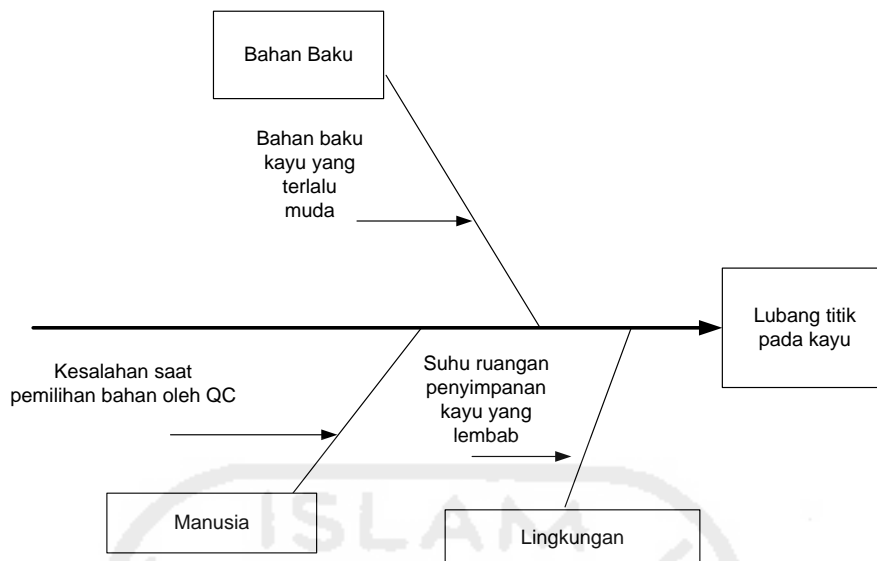 Bahan Baku
Bahan baku
kayu yang
terlalu
muda
Lubang titik
pada kayu
Kesalahan saat
pemilihan bahan oleh QC
Suhu ruangan
penyimpanan
kayu yang
lembab
Manusia
Lingkungan
ISLAM